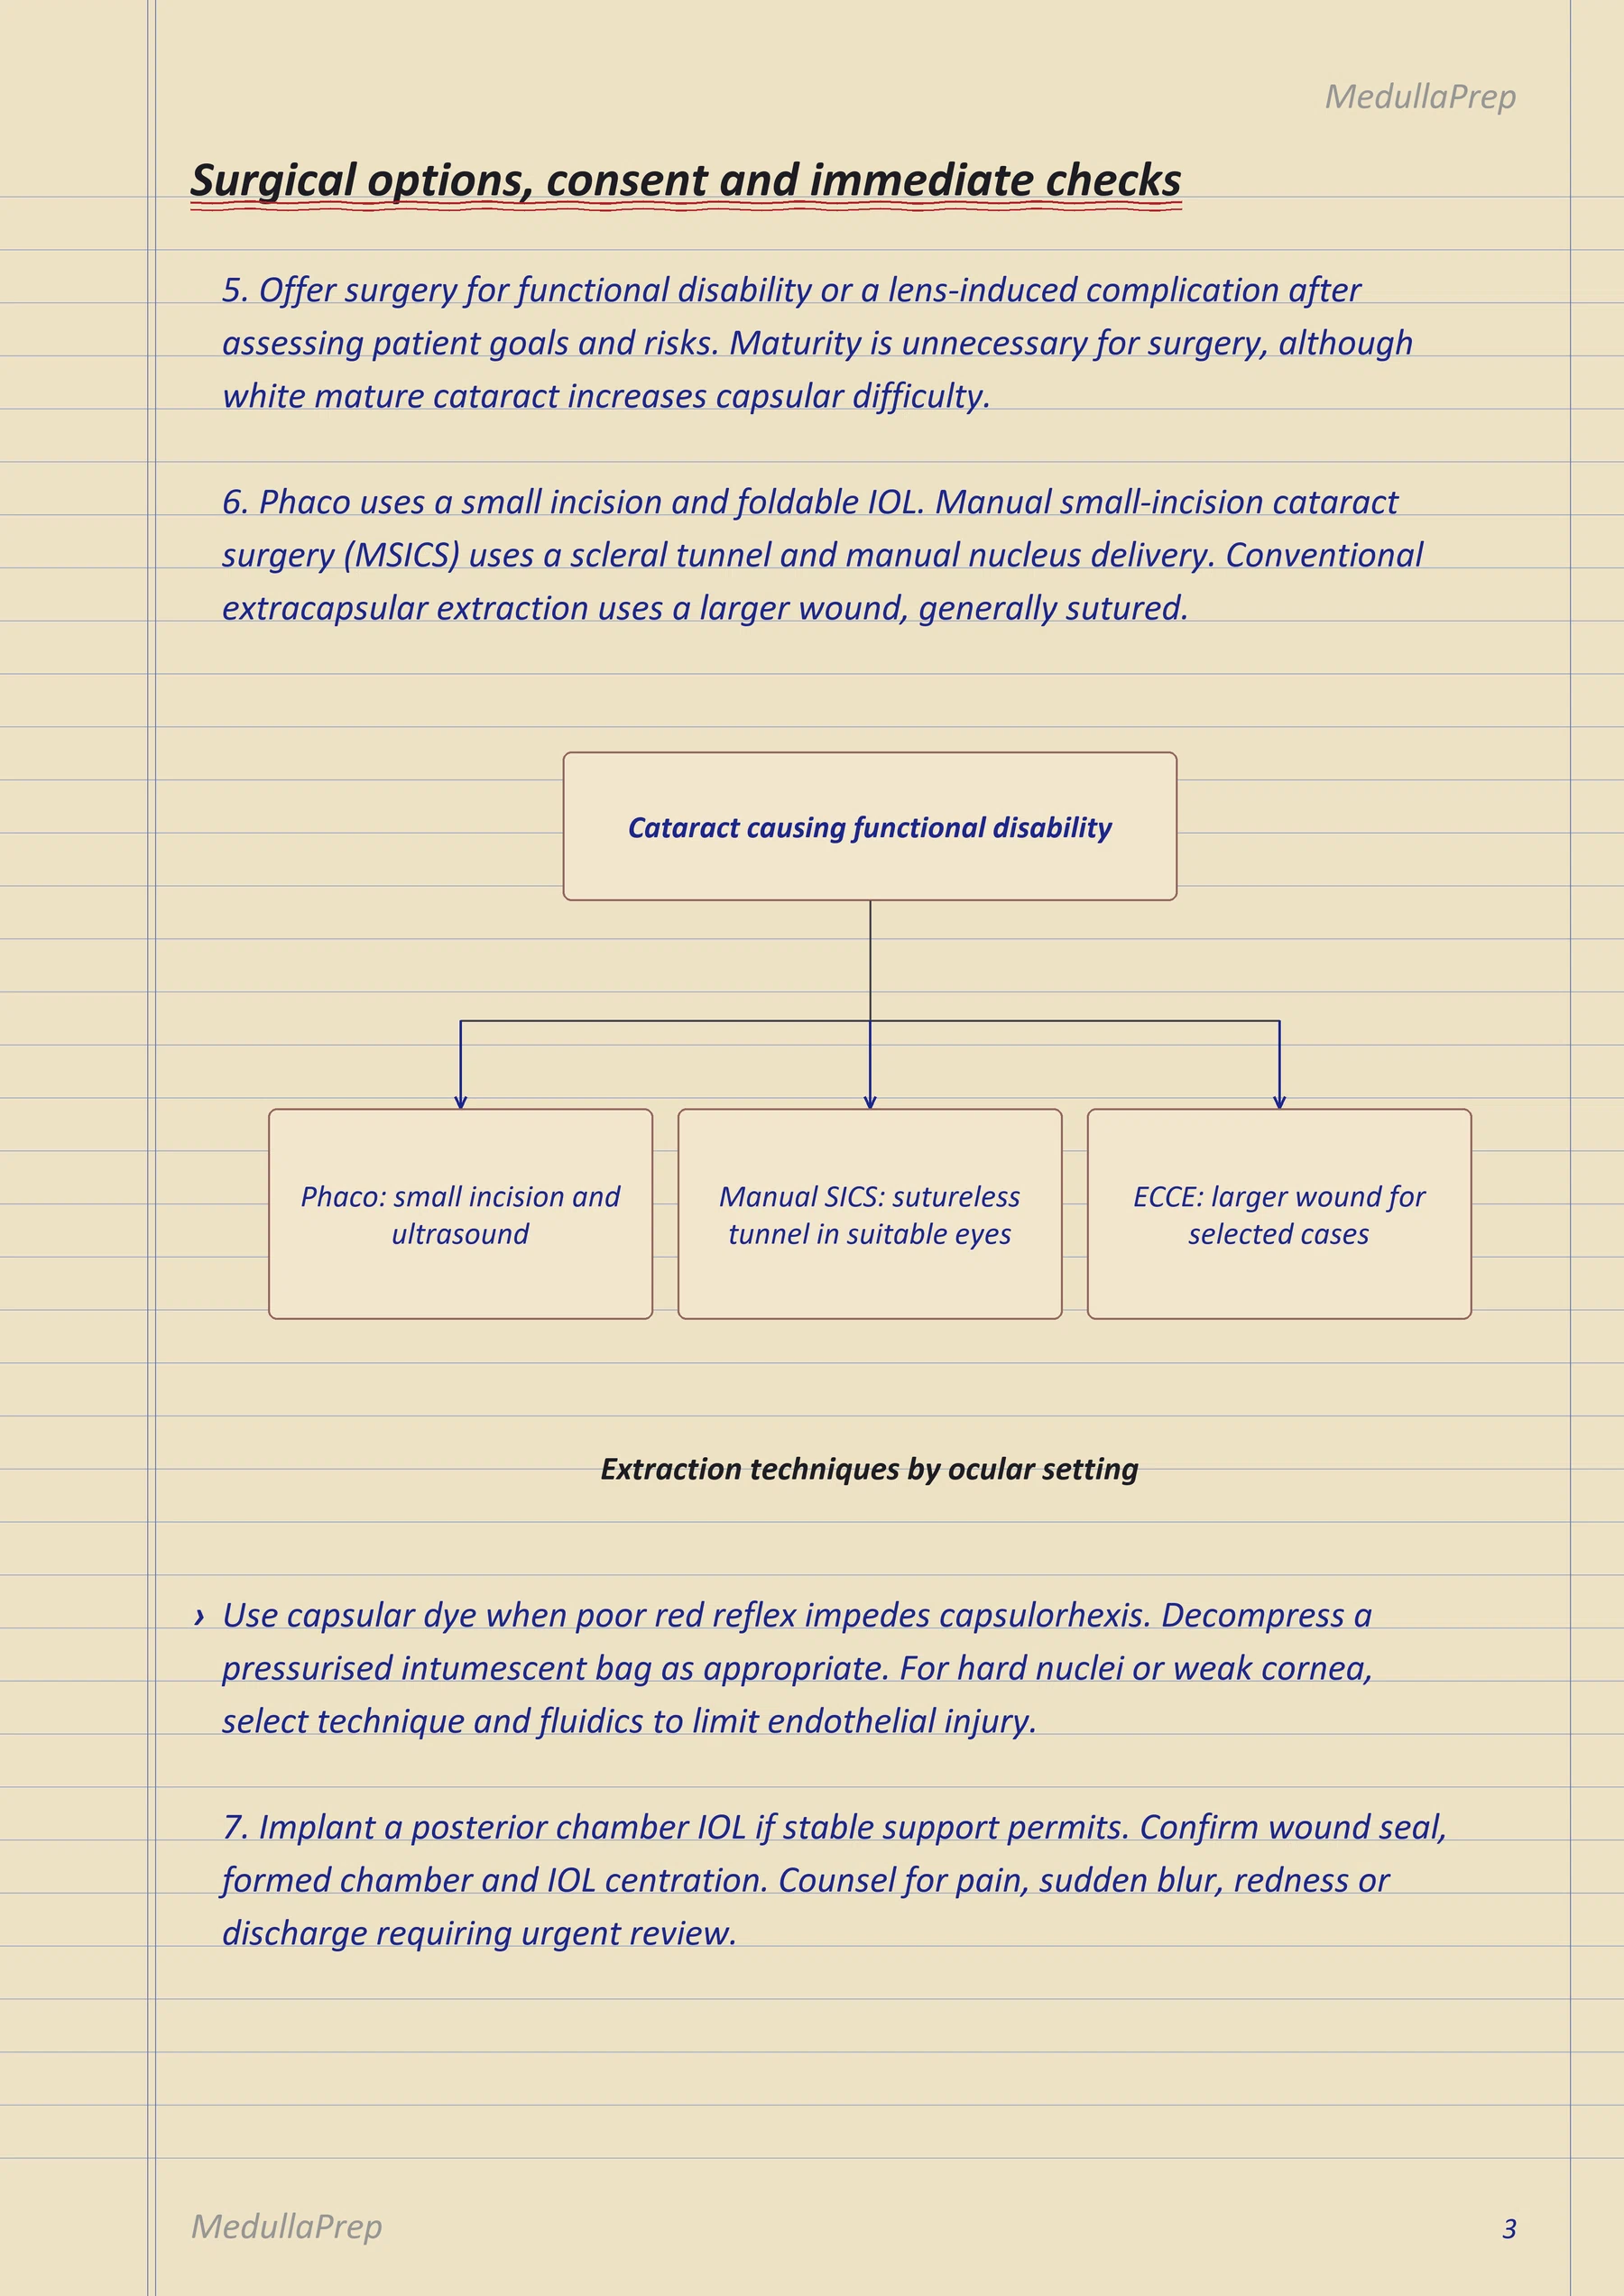 MedullaPrep
Surgical options, consent and immediate checks
5. Offer surgery for functional disability or a lens-induced complication after
assessing patient goals and risks. Maturity is unnecessary for surgery, although
white mature cataract increases capsular difficulty.
6. Phaco uses a small incision and foldable IOL. Manual small-incision cataract
surgery (MSICS) uses a scleral tunnel and manual nucleus delivery. Conventional
extracapsular extraction uses a larger wound, generally sutured.
Cataract causing functional disability
Phaco: small incision and
ultrasound
Manual SICS: sutureless
tunnel in suitable eyes
ECCE: larger wound for
selected cases
Extraction techniques by ocular setting
› Use capsular dye when poor red reflex impedes capsulorhexis. Decompress a
pressurised intumescent bag as appropriate. For hard nuclei or weak cornea,
select technique and fluidics to limit endothelial injury.
7. Implant a posterior chamber IOL if stable support permits. Confirm wound seal,
formed chamber and IOL centration. Counsel for pain, sudden blur, redness or
discharge requiring urgent review.
MedullaPrep
3